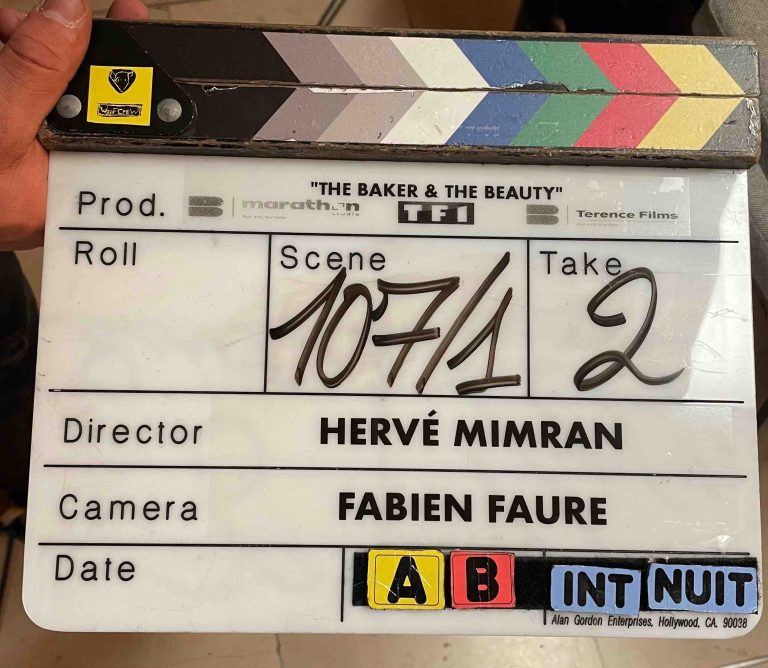 "THE BAKER & THE BEAUTY"
Prod. marathon studio TF1 Terence Films
Roll Scene Take
107/1 2
Director HERVÉ MIMRAN
Camera FABIEN FAURE
Date A B INT NUIT
Alan Gordon Enterprises, Hollywood, CA. 90038